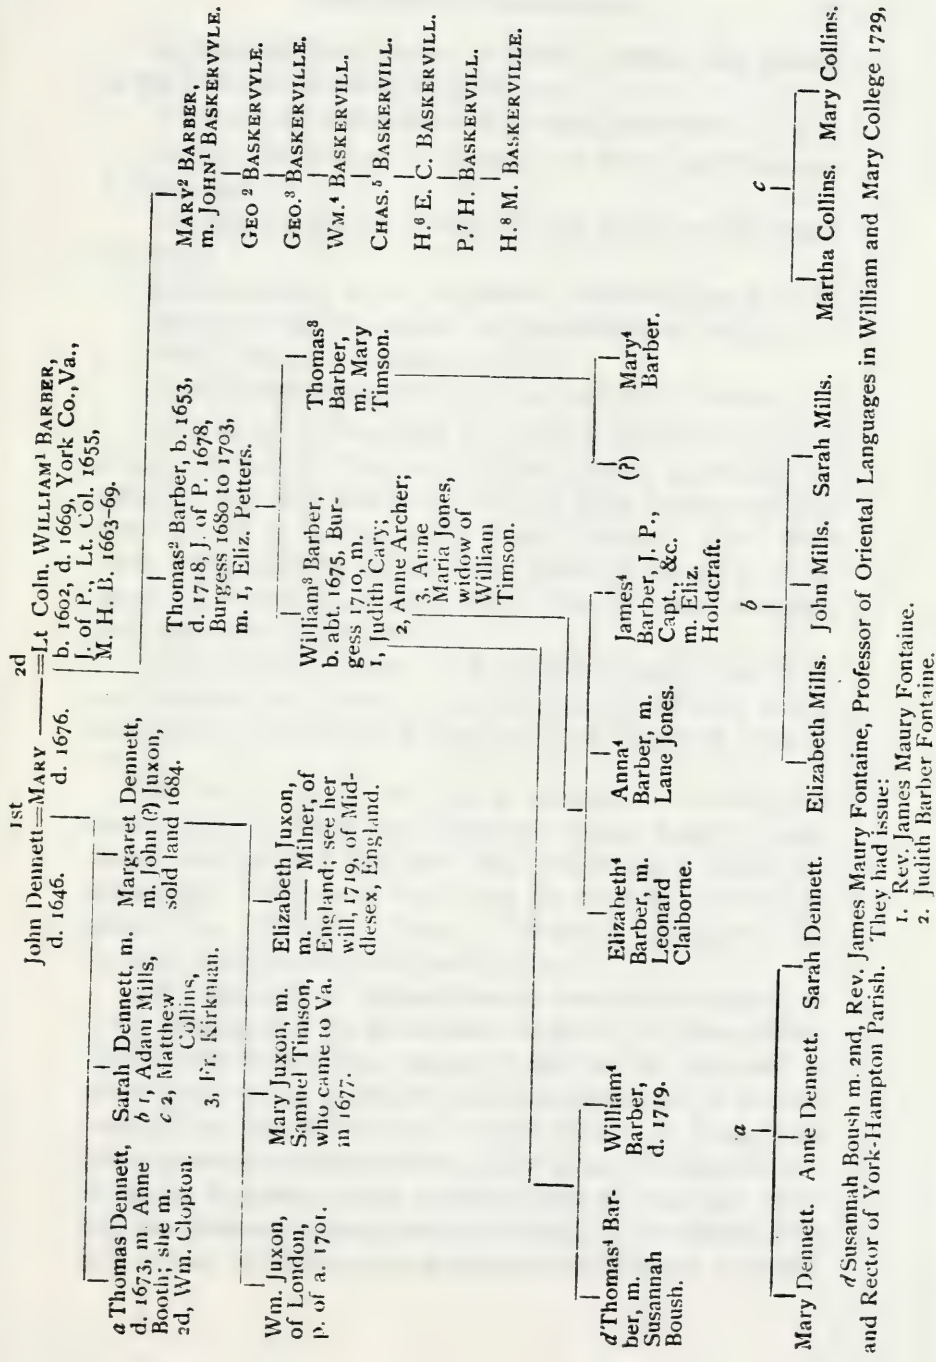 1st
2d
John Dennett=MARY ——=Lt Coln. WILLIAM¹ BARBER,
d. 1646.
d. 1676.
b. 1602, d. 1669, York Co., Va.,
J. of P., Lt. Col. 1655,
M. H. B. 1663-69.
a Thomas Dennett,
d. 1673, m. Anne
Booth; she m.
2d, Wm. Clopton.
Sarah Dennett, m.
b 1, Adam Mills,
c 2, Matthew
Collins,
3, Fr. Kirkman.
Margaret Dennett,
m. John (?) Juxon,
sold land 1684.
Thomas² Barber, b. 1653,
d. 1718, J. of P. 1678,
Burgess 1680 to 1703,
m. 1, Eliz. Petters.
MARY² BARBER,
m. JOHN¹ BASKERVYLE.
GEO ² BASKERVYLE.
GEO.³ BASKERVILLE.
WM.⁴ BASKERVILL.
CHAS.⁵ BASKERVILL.
H.⁶ E. C. BASKERVILL.
P.⁷ H. BASKERVILL.
H.⁸ M. BASKERVILLE.
Wm. Juxon,
of London,
p. of a. 1701.
Mary Juxon, m.
Samuel Timson,
who came to Va.
in 1677.
Elizabeth Juxon,
m. —— Milner, of
England; see her
will, 1719, of Mid-
dlesex, England.
William³ Barber,
b. abt. 1675, Bur-
gess 1710, m.
1, Judith Cary;
2, Anne Archer;
3, Anne
Maria Jones,
widow of
William
Timson.
Thomas³
Barber,
m. Mary
Timson.
d Thomas⁴ Bar-
ber, m.
Susannah
Boush.
William⁴
Barber,
d. 1719.
Elizabeth⁴
Barber, m.
Leonard
Claiborne.
Anna⁴
Barber, m.
Lane Jones.
James⁴
Barber, J. P.,
Capt., &c.
m. Eliz.
Holdcraft.
(?)
Mary⁴
Barber.
a
b
c
Mary Dennett. Anne Dennett. Sarah Dennett. Elizabeth Mills. John Mills. Sarah Mills. Martha Collins. Mary Collins.
d Susannah Boush m. 2nd, Rev. James Maury Fontaine, Professor of Oriental Languages in William and Mary College 1729,
and Rector of York-Hampton Parish. They had issue:
1. Rev. James Maury Fontaine.
2. Judith Barber Fontaine.